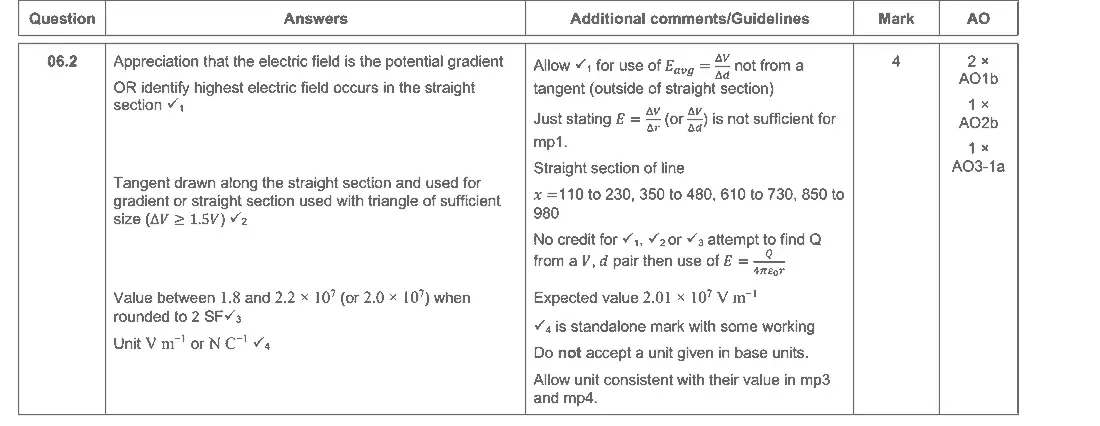 Question Answers Additional comments/Guidelines Mark AO
06.2 Appreciation that the electric field is the potential gradient
OR identify highest electric field occurs in the straight
section ✓₁
Tangent drawn along the straight section and used for
gradient or straight section used with triangle of sufficient
size (ΔV ≥ 1.5V) ✓₂
Value between 1.8 and 2.2 × 10⁷ (or 2.0 × 10⁷) when
rounded to 2 SF✓₃
Unit V m⁻¹ or N C⁻¹ ✓₄
Allow ✓₁ for use of E_avg = ΔV/Δd not from a
tangent (outside of straight section)
Just stating E = ΔV/Δr (or ΔV/Δd) is not sufficient for
mp1.
Straight section of line
x =110 to 230, 350 to 480, 610 to 730, 850 to
980
No credit for ✓₁, ✓₂ or ✓₃ attempt to find Q
from a V, d pair then use of E = Q/4πε₀r
Expected value 2.01 × 10⁷ V m⁻¹
✓₄ is standalone mark with some working
Do not accept a unit given in base units.
Allow unit consistent with their value in mp3
and mp4.
4
2 ×
AO1b
1 ×
AO2b
1 ×
AO3-1a